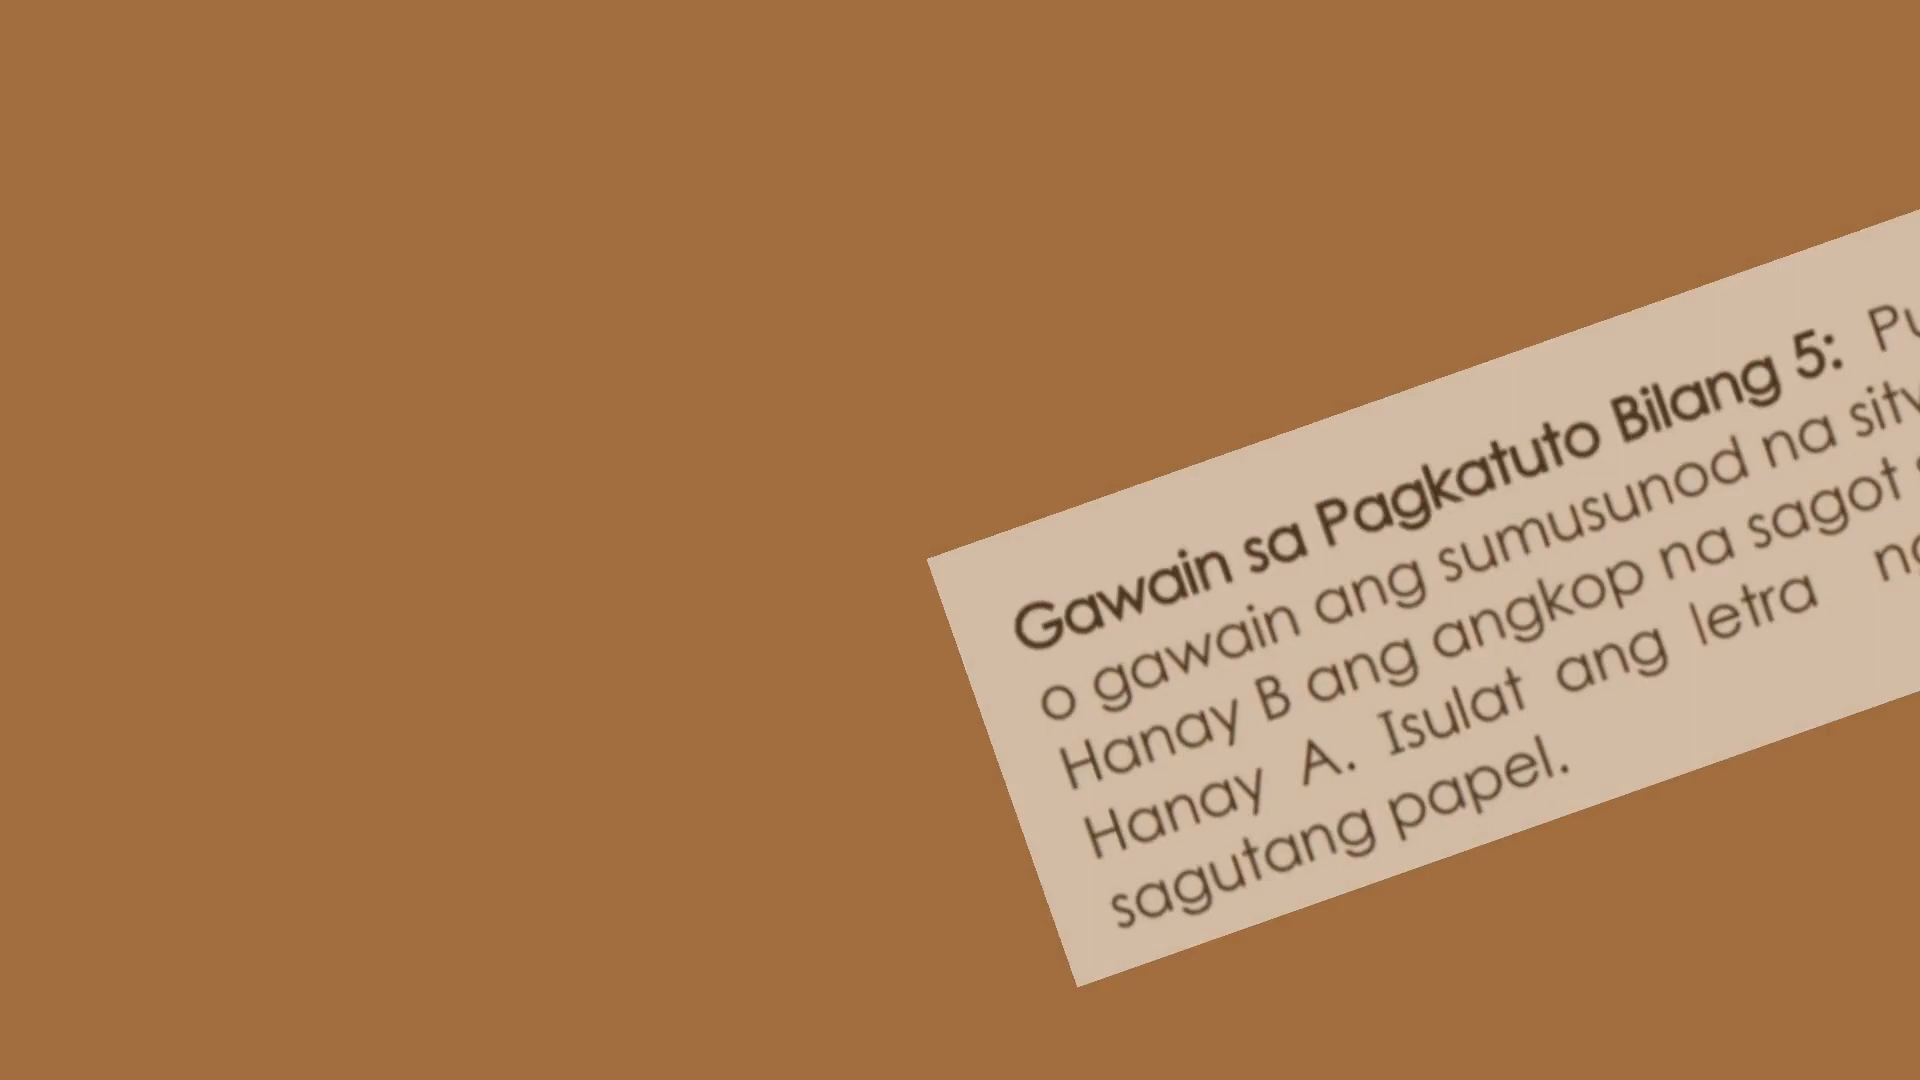 Gawain sa Pagkatuto Bilang 5:
o gawain ang sumusunod na
Hanay B ang angkop na sagot
Hanay A. Isulat ang letra
sagutang papel.